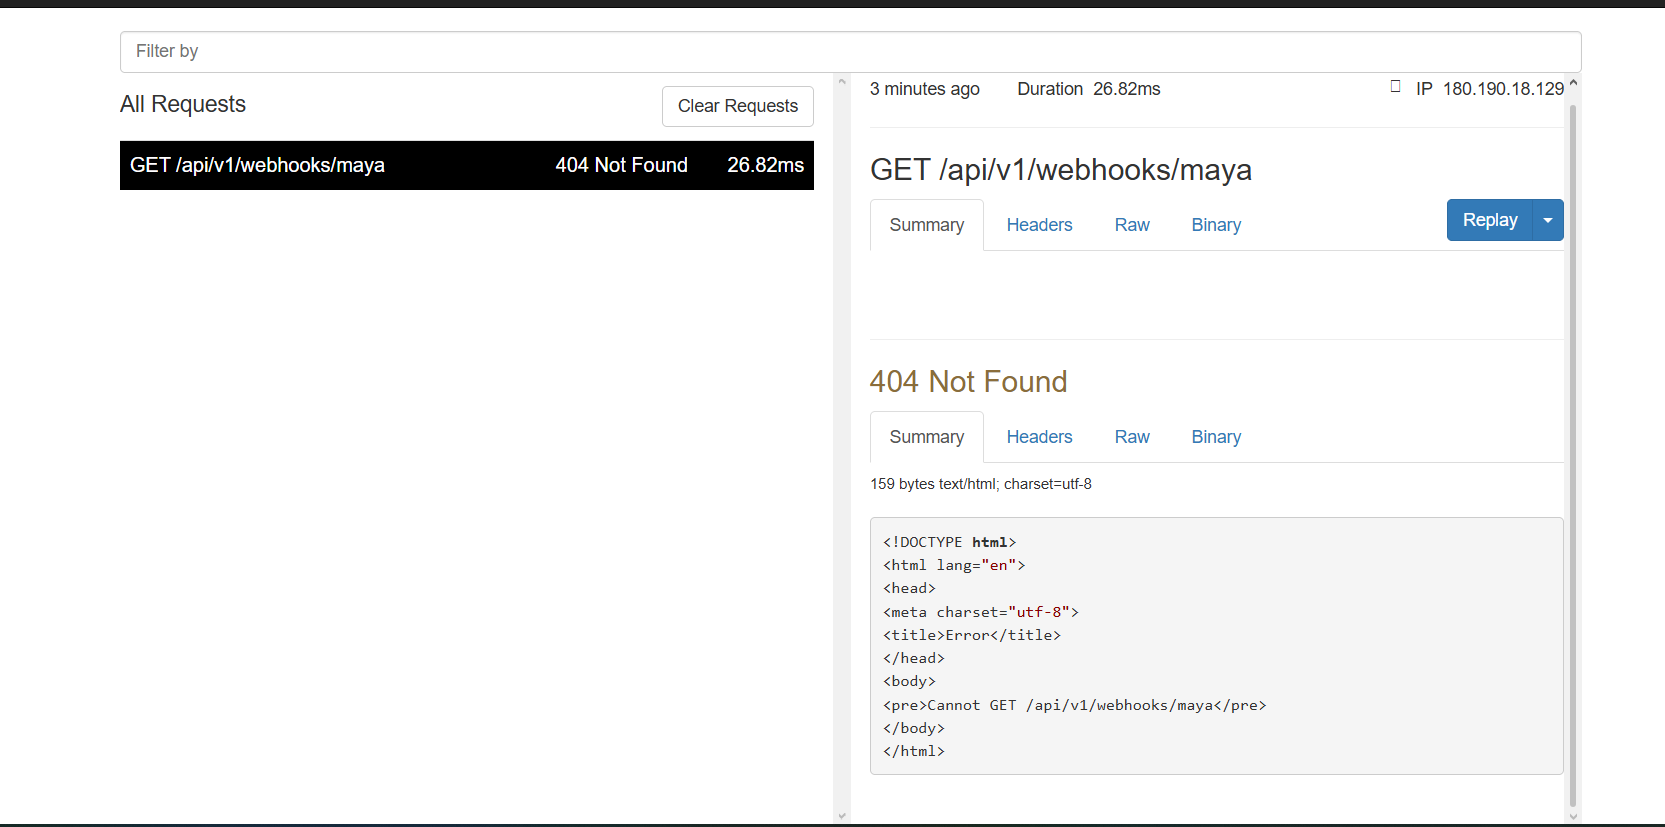 Filter by
All Requests
Clear Requests
GET /api/v1/webhooks/maya 404 Not Found 26.82ms
3 minutes ago Duration 26.82ms IP 180.190.18.129
GET /api/v1/webhooks/maya
Summary Headers Raw Binary Replay
404 Not Found
Summary Headers Raw Binary
159 bytes text/html; charset=utf-8
<!DOCTYPE html>
<html lang="en">
<head>
<meta charset="utf-8">
<title>Error</title>
</head>
<body>
<pre>Cannot GET /api/v1/webhooks/maya</pre>
</body>
</html>